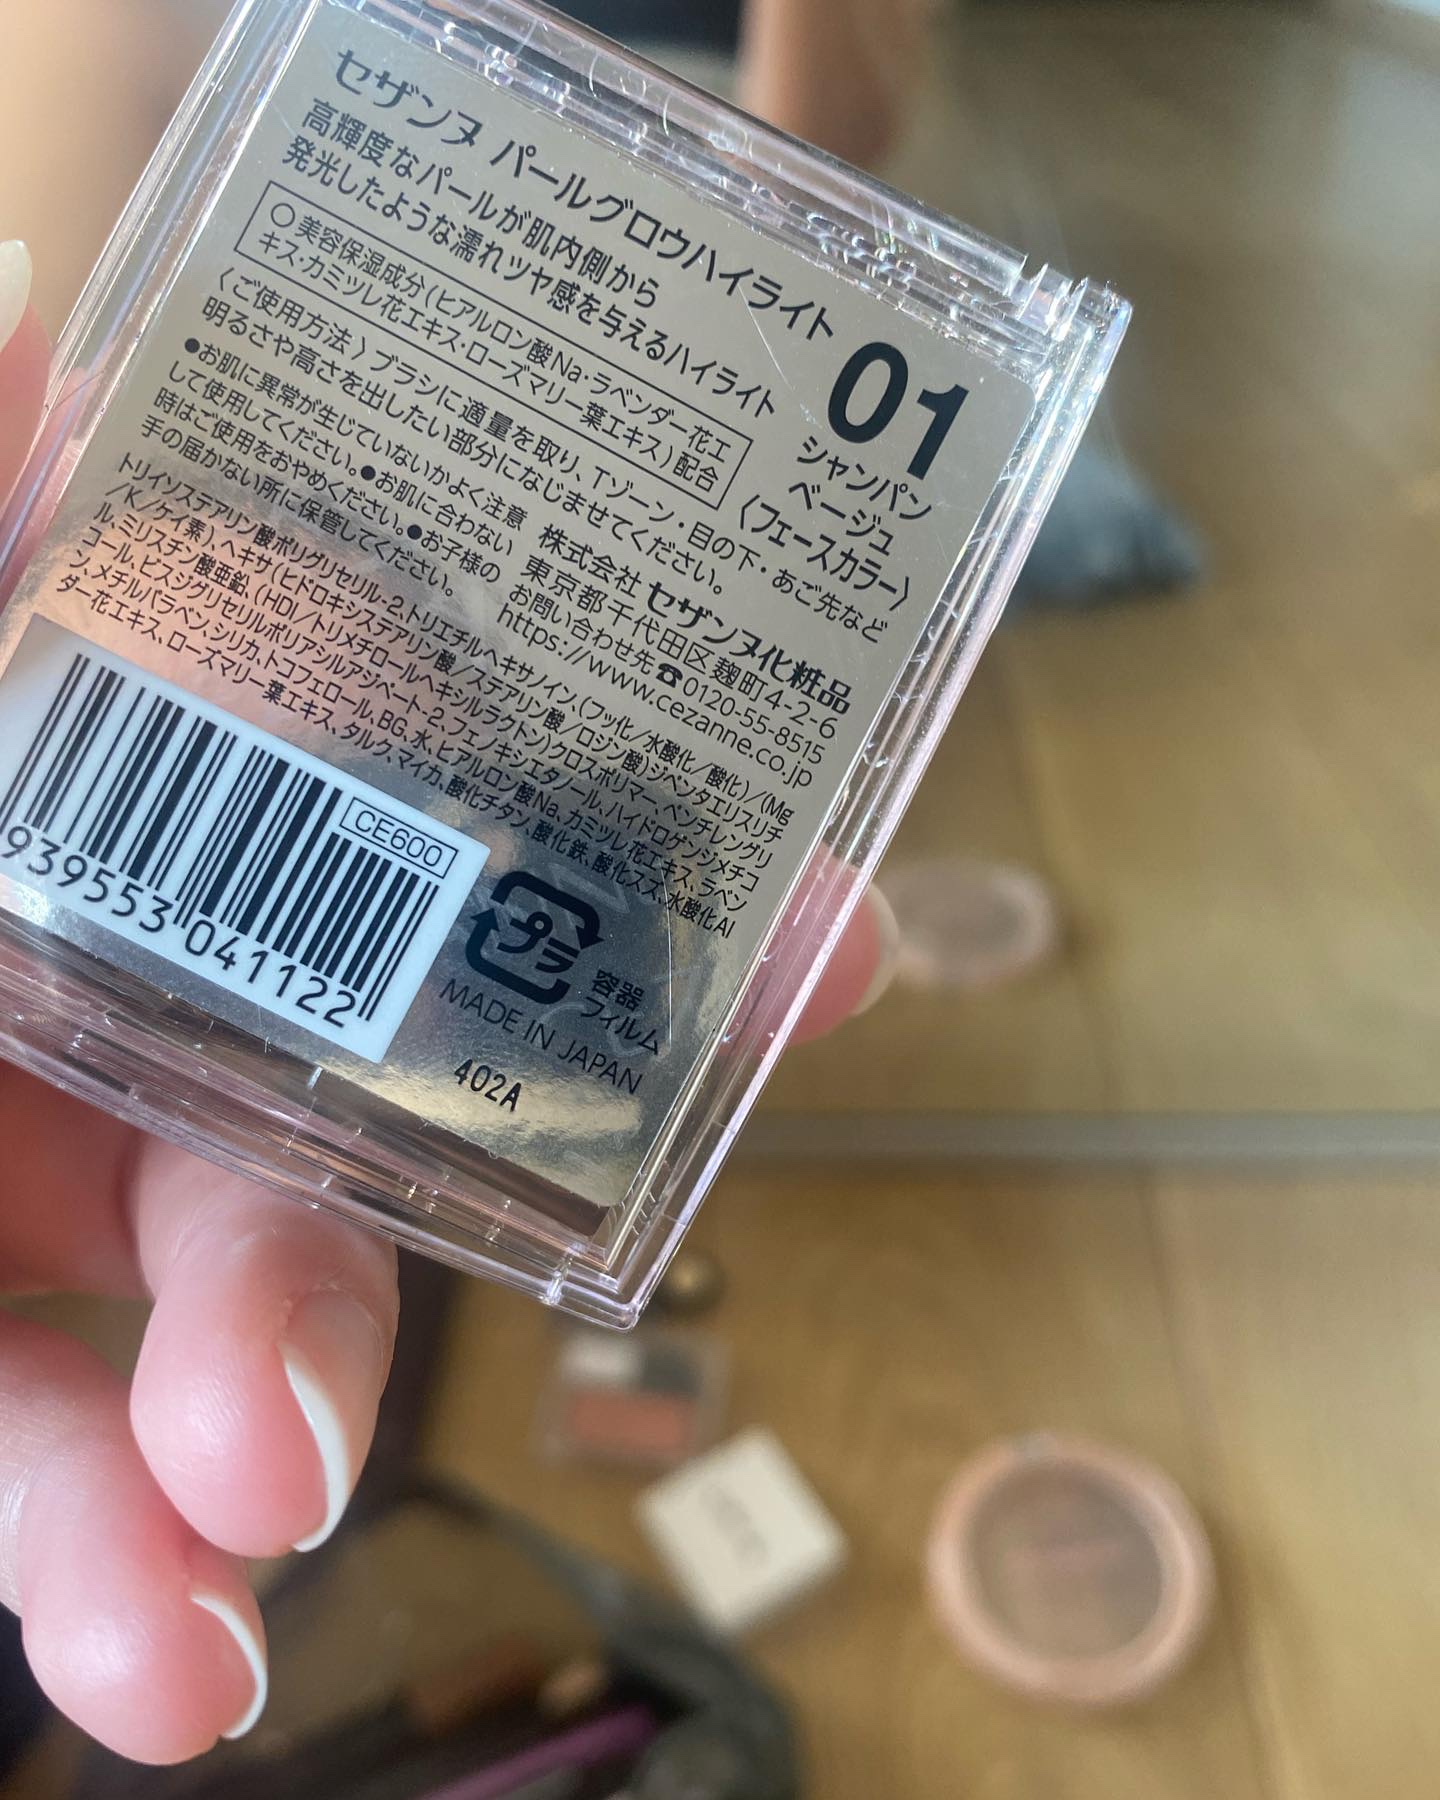 セザンヌ パールグロウハイライト
高輝度なパールが肌内側から
発光したような濡れツヤ感を与えるハイライト
01
シャンパン
ベージュ
〈フェースカラー〉
○美容保湿成分(ヒアルロン酸Na・ラベンダー花エ
キス・カミツレ花エキス・ローズマリー葉エキス)配合
〈ご使用方法〉ブラシに適量を取り、Tゾーン・目の下・あご先など
明るさや高さを出したい部分になじませてください。
●お肌に異常が生じていないかよく注意
して使用してください。●お肌に合わない
時はご使用をおやめください。●お子様の
手の届かない所に保管してください。
株式会社 セザンヌ化粧品
東京都千代田区麹町4-2-6
お問い合わせ先☎0120-55-8515
https://www.cezanne.co.jp
トリイソステアリン酸ポリグリセリル-2、トリエチルヘキサノイン、(フッ化/水酸化/酸化)/(Mg
/K/ケイ素)、ヘキサ(ヒドロキシステアリン酸/ステアリン酸/ロジン酸)ジペンタエリスリチ
ル、ミリスチン酸亜鉛、(HDI/トリメチロールヘキシルラクトン)クロスポリマー、ペンチレングリ
コール、ビスジグリセリルポリアシルアジペート-2、フェノキシエタノール、ハイドロゲンジメチコ
ン、メチルパラベン、シリカ、トコフェロール、BG、水、ヒアルロン酸Na、カミツレ花エキス、ラベン
ダー花エキス、ローズマリー葉エキス、タルク、マイカ、酸化チタン、酸化鉄、酸化スズ、水酸化Al
CE600
939553 041122
プラ
容器
フィルム
MADE IN JAPAN
402A